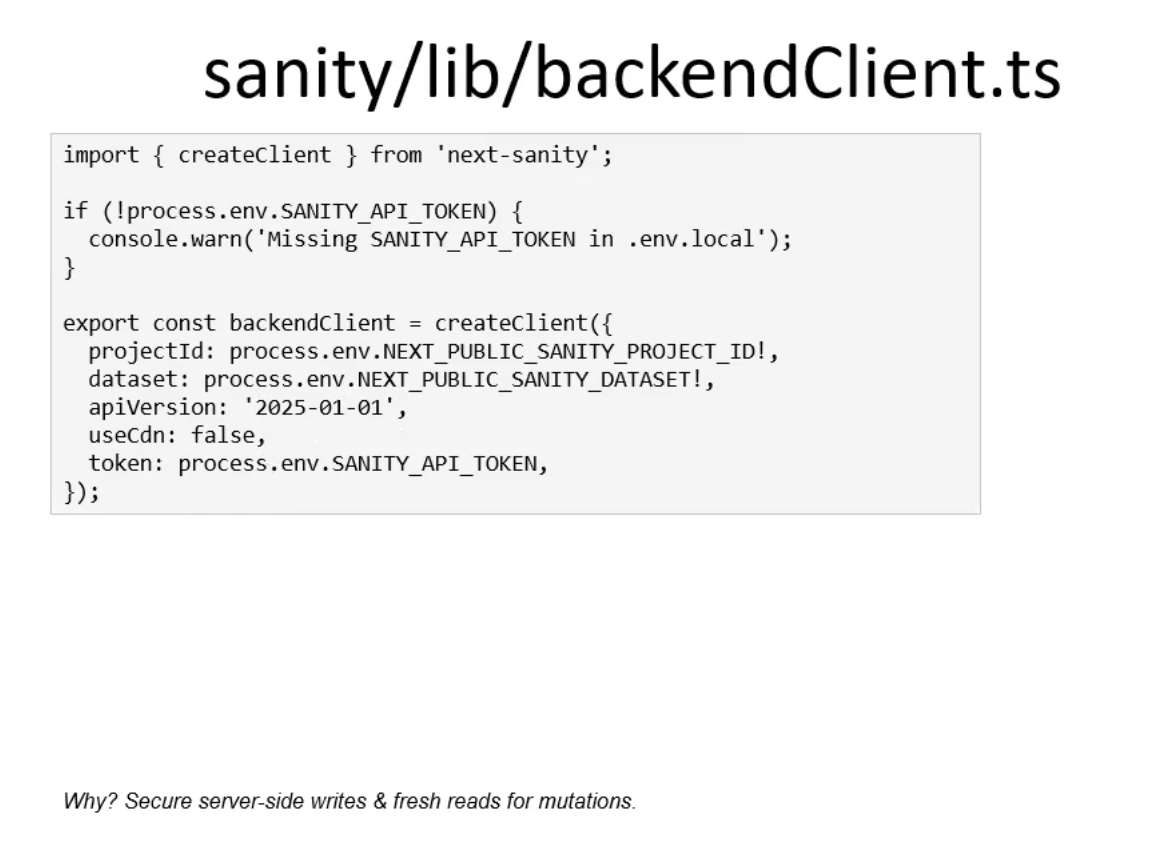 sanity/lib/backendClient.ts
import { createClient } from 'next-sanity';
if (!process.env.SANITY_API_TOKEN) {
  console.warn('Missing SANITY_API_TOKEN in .env.local');
}
export const backendClient = createClient({
  projectId: process.env.NEXT_PUBLIC_SANITY_PROJECT_ID!,
  dataset: process.env.NEXT_PUBLIC_SANITY_DATASET!,
  apiVersion: '2025-01-01',
  useCdn: false,
  token: process.env.SANITY_API_TOKEN,
});
Why? Secure server-side writes & fresh reads for mutations.